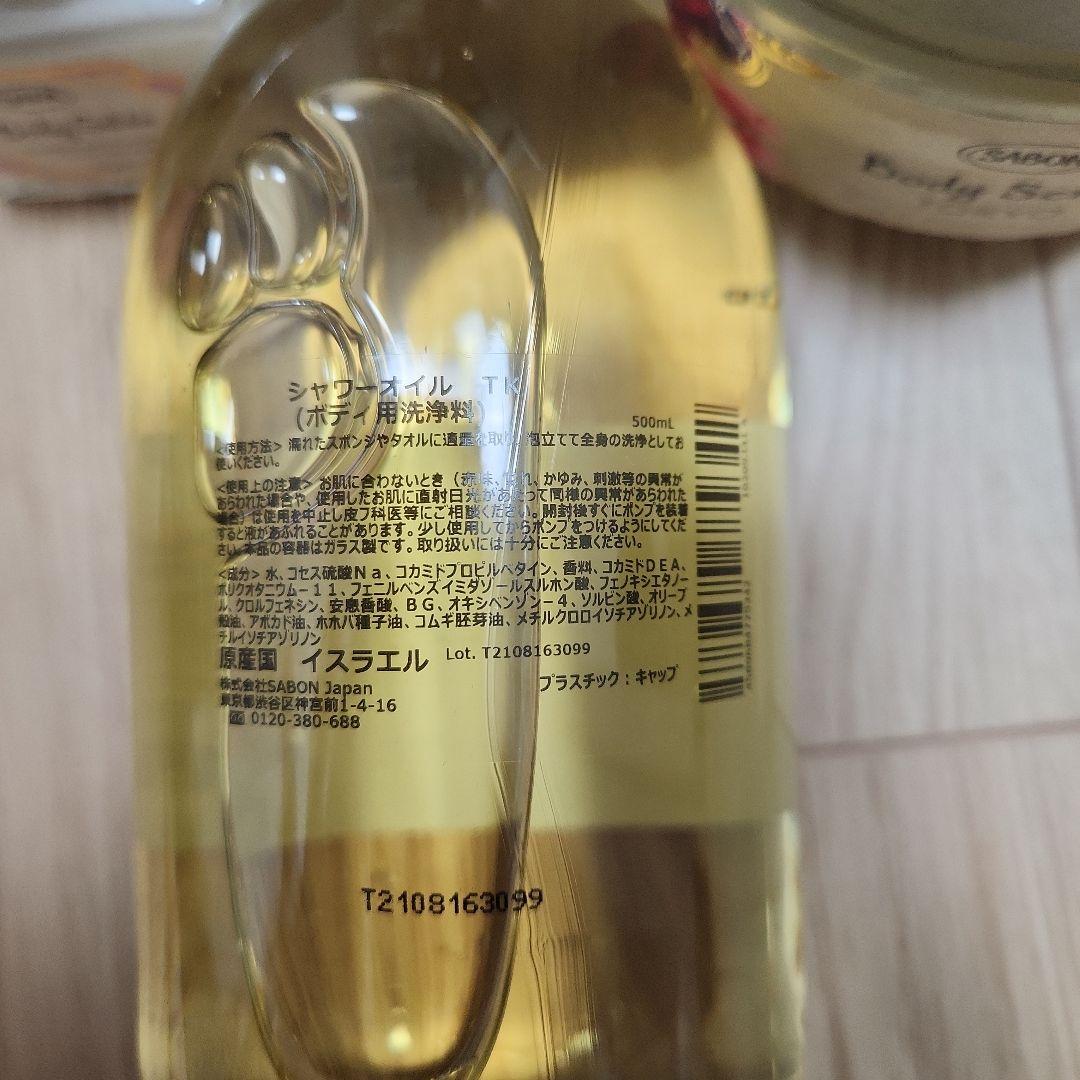 SABON
Body
シャワーオイル TK
(ボディ用洗浄料)
500mL
<使用方法> 濡れたスポンジやタオルに適量を取り、泡立てて全身の洗浄としてお
使いください。
<使用上の注意> お肌に合わないとき（赤味、腫れ、かゆみ、刺激等の異常が
あらわれた場合や、使用したお肌に直射日光があたって同様の異常があらわれた
場合）は使用を中止し皮フ科医等にご相談ください。開封後すぐにポンプを装着
すると液があふれることがあります。少し使用してからポンプをつけるようにしてくだ
さい。本品の容器はガラス製です。取り扱いには十分にご注意ください。
<成分> 水、コセス硫酸Na、コカミドプロピルベタイン、香料、コカミドDEA、
ポリクオタニウム－11、フェニルベンズイミダゾールスルホン酸、フェノキシエタノー
ル、クロルフェネシン、安息香酸、BG、オキシベンゾン－4、ソルビン酸、オリーブ
果油、アボカド油、ホホバ種子油、コムギ胚芽油、メチルクロロイソチアゾリノン、メ
チルイソチアゾリノン
原産国 イスラエル Lot. T2108163099
株式会社SABON Japan
東京都渋谷区神宮前1-4-16
☎ 0120-380-688
プラスチック：キャップ
T2108163099